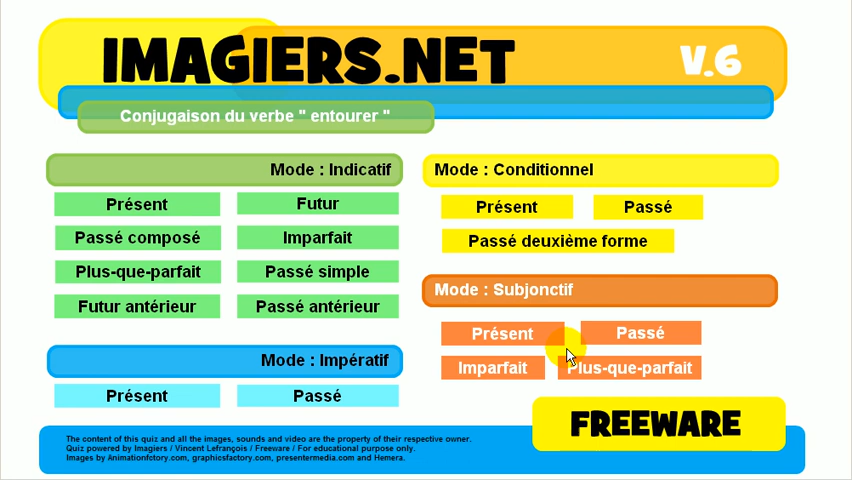 IMAGIERS.NET
V.6
Conjugaison du verbe " entourer "
Mode : Indicatif
Présent
Futur
Passé composé
Imparfait
Plus-que-parfait
Passé simple
Futur antérieur
Passé antérieur
Mode : Impératif
Présent
Passé
Mode : Conditionnel
Présent
Passé
Passé deuxième forme
Mode : Subjonctif
Présent
Passé
Imparfait
Plus-que-parfait
FREEWARE
The content of this quiz and all the images, sounds and video are the property of their respective owner.
Quiz powered by Imagiers / Vincent Lefrançois / Freeware / For educational purpose only.
Images by Animationfctory.com, graphicsfactory.com, presentermedia.com and Hemera.